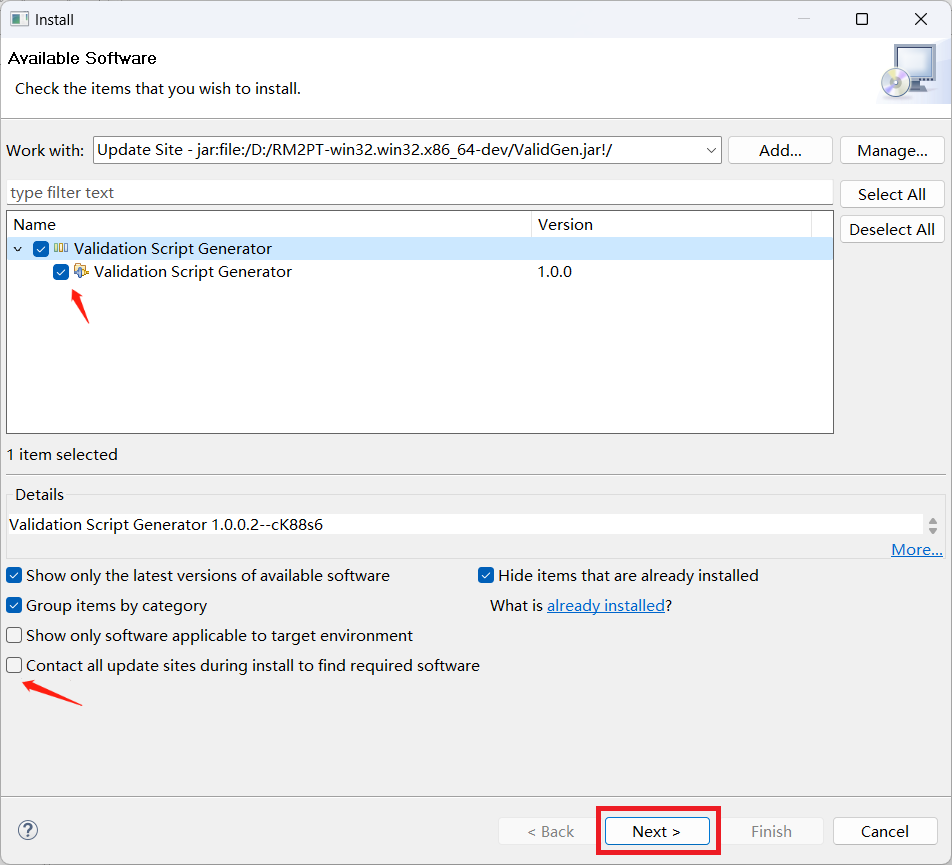 Install
Available Software
Check the items that you wish to install.
Work with: Update Site - jar:file:/D:/RM2PT-win32.win32.x86_64-dev/ValidGen.jar!/ Add... Manage...
type filter text Select All
Name Version Deselect All
Validation Script Generator
Validation Script Generator 1.0.0
1 item selected
Details
Validation Script Generator 1.0.0.2--cK88s6
More...
Show only the latest versions of available software Hide items that are already installed
Group items by category What is already installed?
Show only software applicable to target environment
Contact all update sites during install to find required software
? < Back Next > Finish Cancel